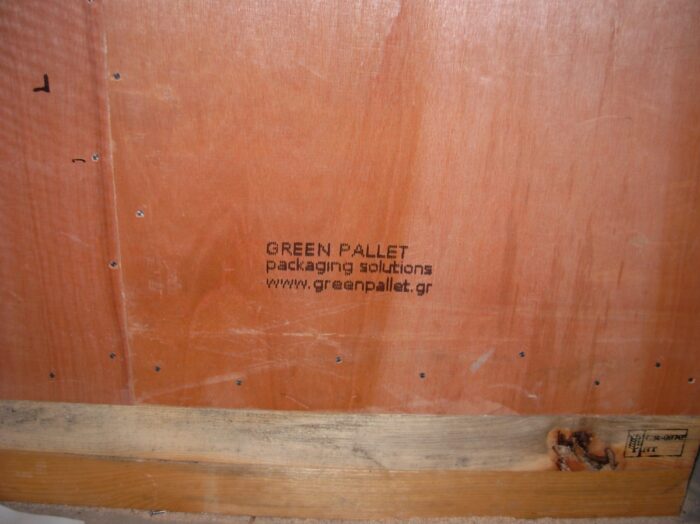 GREEN PALLET
packaging solutions
www.greenpallet.gr
L